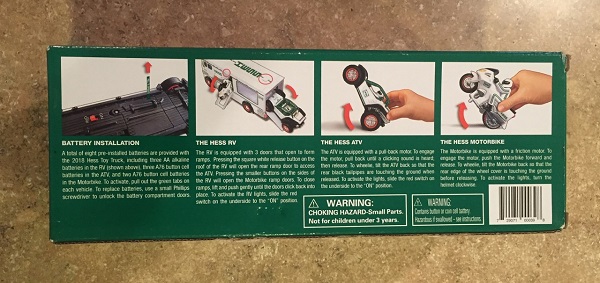 BATTERY INSTALLATION
A total of eight pre-installed batteries are provided with
the 2018 Hess Toy Truck, including three AA alkaline
batteries in the RV (shown above), three A76 button cell
batteries in the ATV, and two A76 button cell batteries
in the Motorbike. To activate, pull out the green tabs on
each vehicle. To replace batteries, use a small Phillips
screwdriver to unlock the battery compartment doors.
THE HESS RV
The RV is equipped with 3 doors that open to form
ramps. Pressing the square white release button on the
roof of the RV will open the rear ramp door to access
the ATV. Pressing the smaller buttons on the sides of
the RV will open the Motorbike ramp doors. To close
ramps, lift and push gently until the doors click back into
place. To activate the RV lights, slide the red
switch on the underside to the "ON" position.
THE HESS ATV
The ATV is equipped with a pull-back motor. To engage
the motor, pull back until a clicking sound is heard;
then release. To wheelie, tilt the ATV back so that the
rear black tailpipes are touching the ground when
released. To activate the lights, slide the red switch on
the underside to the "ON" position.
THE HESS MOTORBIKE
The Motorbike is equipped with a friction motor. To
engage the motor, push the Motorbike forward and
release. To wheelie, tilt the Motorbike back so that the
rear edge of the wheel cover is touching the ground
before releasing. To activate the lights, turn the
helmet clockwise.
WARNING:
CHOKING HAZARD-Small Parts.
Not for children under 3 years.
WARNING:
Contains button or coin cell battery.
Hazardous if swallowed - see instructions.